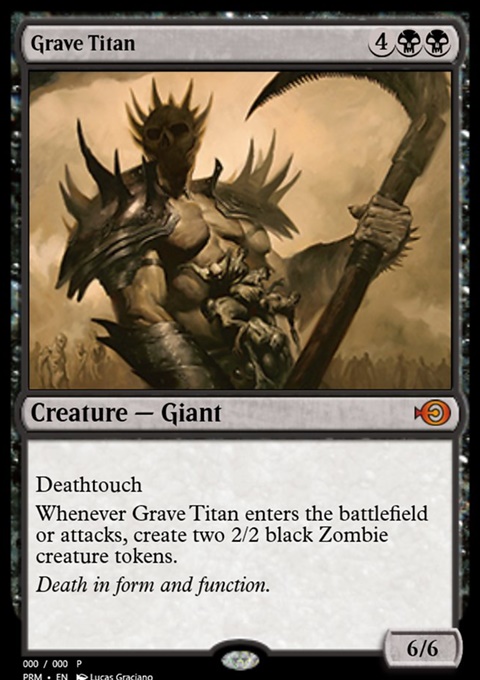 Grave Titan 4
Creature — Giant
Deathtouch
Whenever Grave Titan enters the battlefield
or attacks, create two 2/2 black Zombie
creature tokens.
Death in form and function.
6/6
000 / 000 P
PRM • EN Lucas Graciano